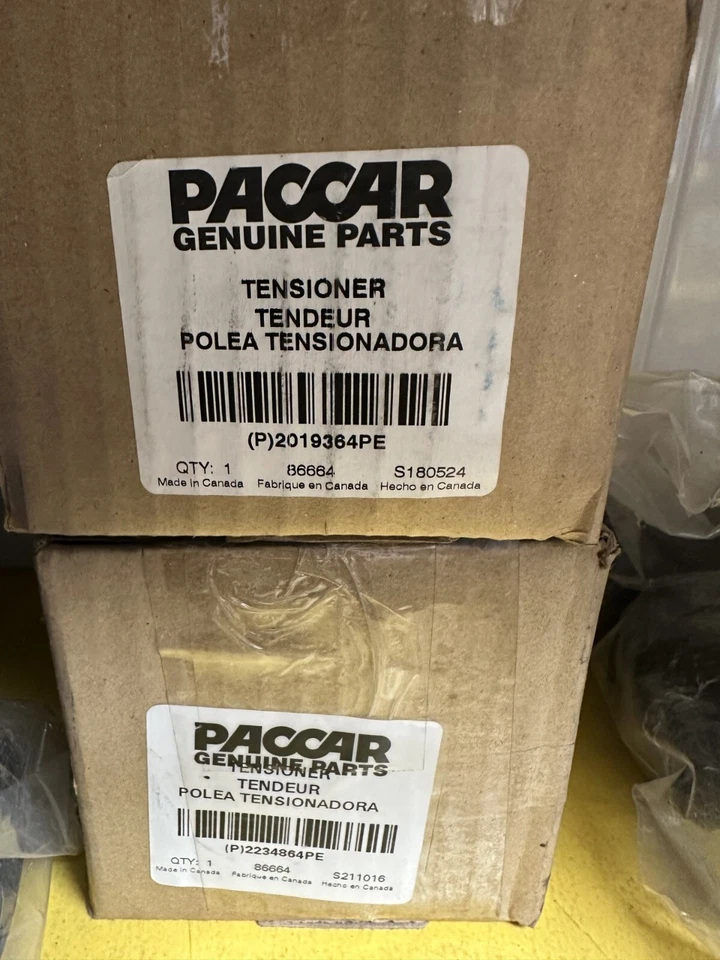 PACCAR
GENUINE PARTS
TENSIONER
TENDEUR
POLEA TENSIONADORA
(P)2019364PE
QTY: 1 86664 S180524
Made in Canada Fabrique en Canada Hecho en Canada
PACCAR
GENUINE PARTS
TENSIONER
TENDEUR
POLEA TENSIONADORA
(P)2234864PE
QTY: 1 86664 S211016
Made in Canada Fabrique en Canada Hecho en Canada